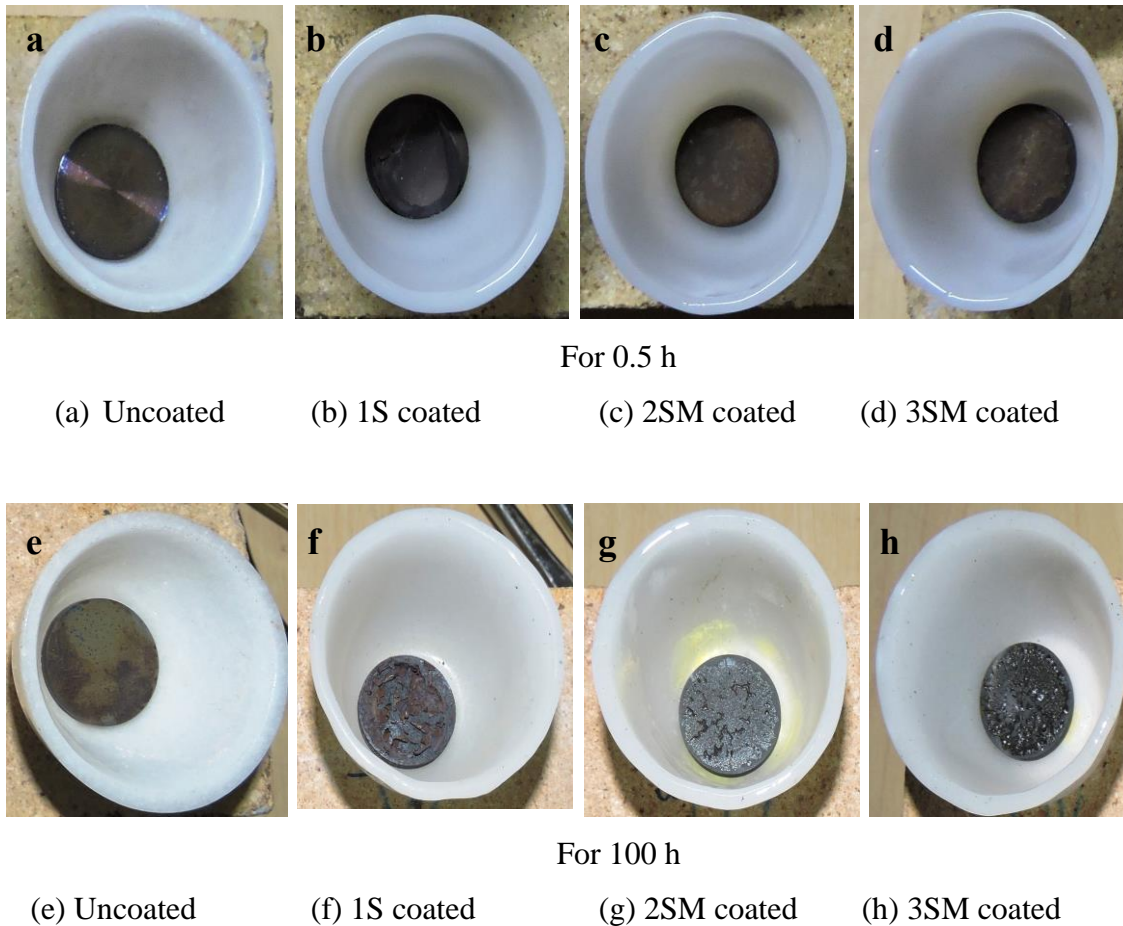 a b c d
For 0.5 h
(a) Uncoated (b) 1S coated (c) 2SM coated (d) 3SM coated
e f g h
For 100 h
(e) Uncoated (f) 1S coated (g) 2SM coated (h) 3SM coated